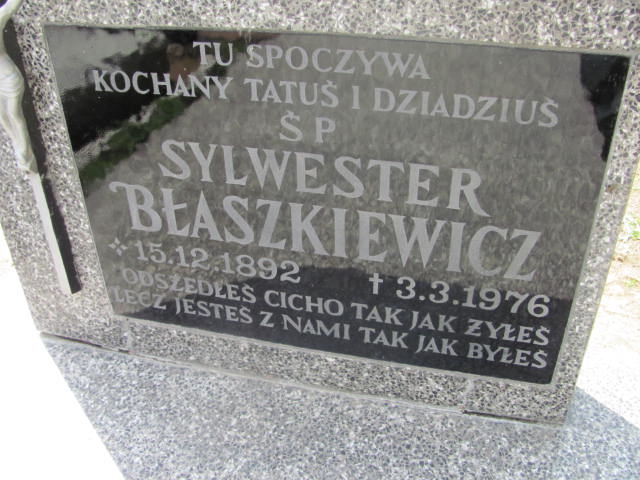 TU SPOCZYWA
KOCHANY TATUŚ I DZIADZIUŚ
ŚP
SYLWESTER
BŁASZKIEWICZ
15.12.1892 † 3.3.1976
ODSZEDŁEŚ CICHO TAK JAK ŻYŁEŚ
LECZ JESTEŚ Z NAMI TAK JAK BYŁEŚ